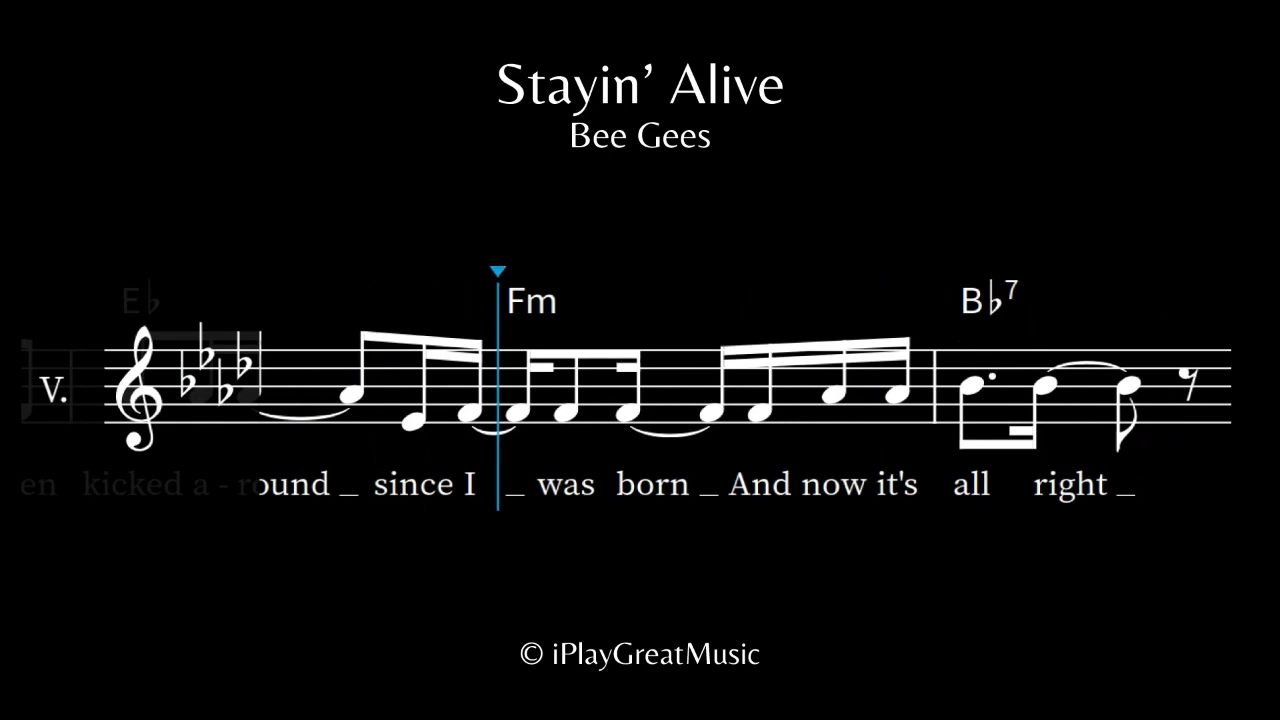 Stayin’ Alive
Bee Gees
E♭ Fm B♭7
V.
en kicked a - round _ since I _ was born _ And now it's all right _
© iPlayGreatMusic